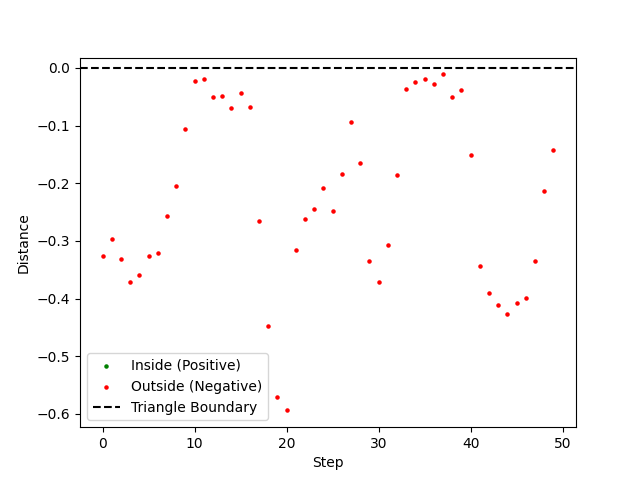 0.0
−0.1
−0.2
−0.3
−0.4
−0.5
−0.6
Distance
Inside (Positive)
Outside (Negative)
Triangle Boundary
0 10 20 30 40 50
Step